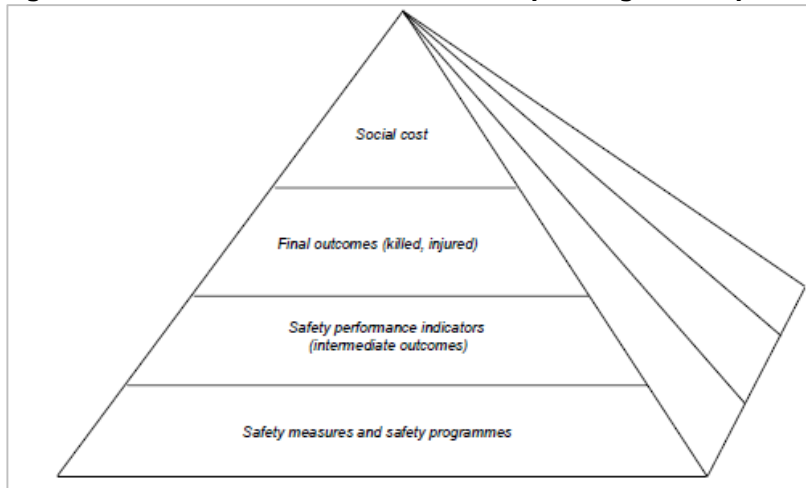 Social cost
Final outcomes (killed, injured)
Safety performance indicators
(intermediate outcomes)
Safety measures and safety programmes